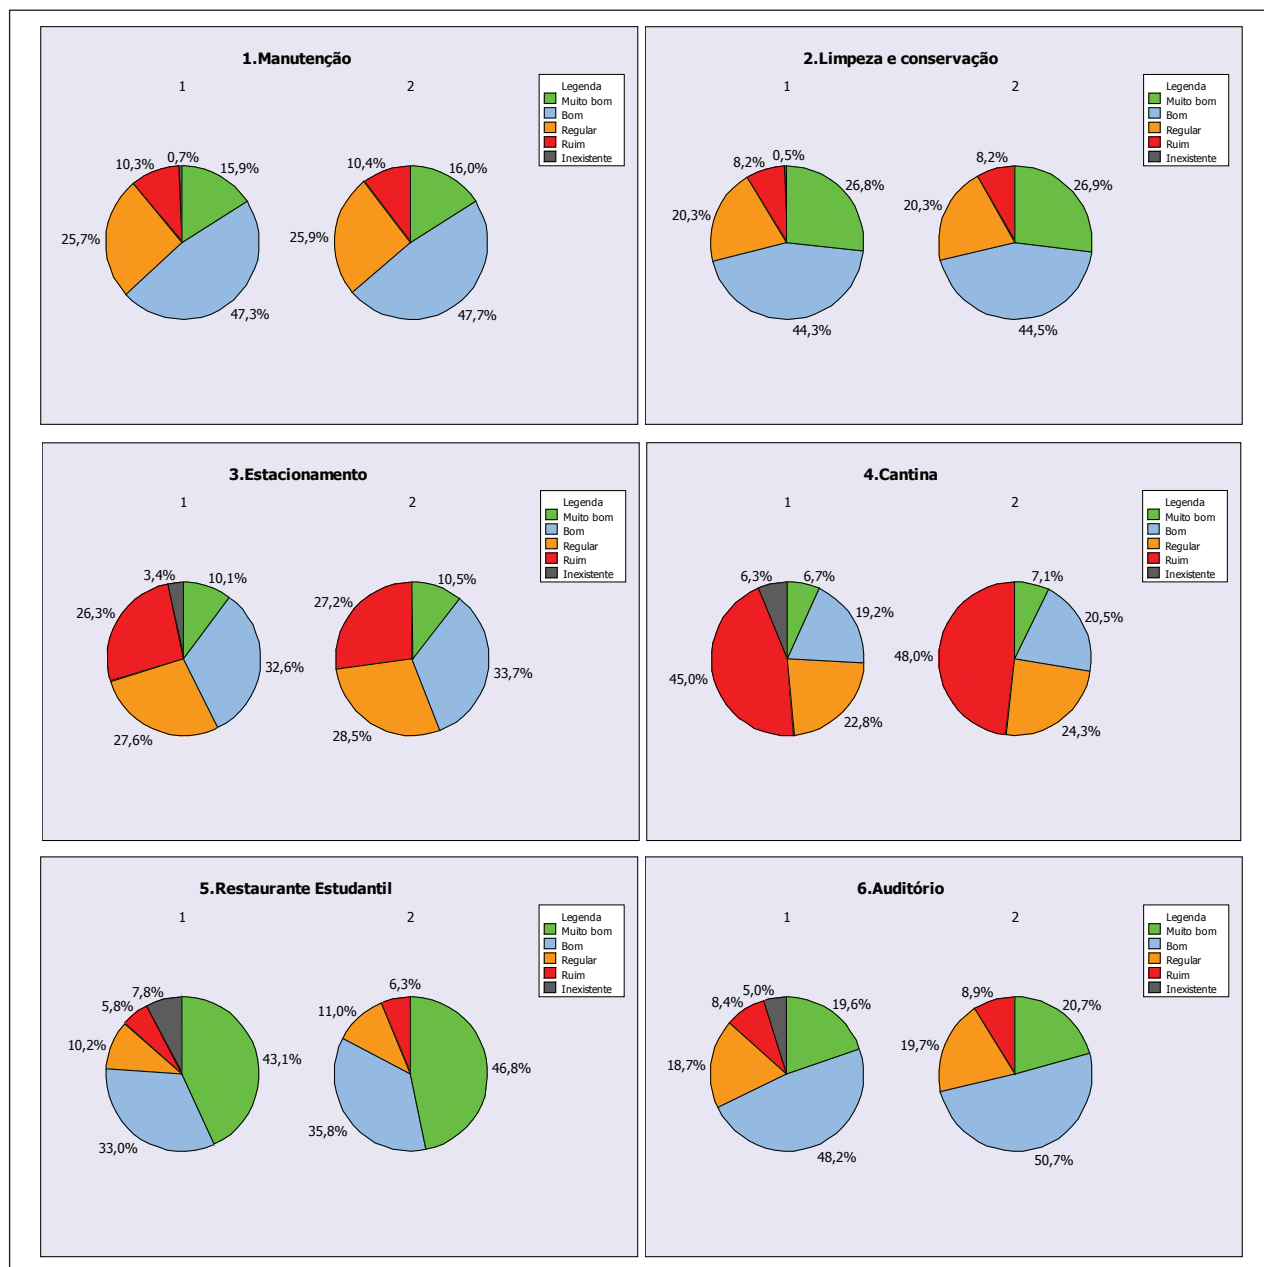 1.Manutenção
1
2
Legenda
Muito bom
Bom
Regular
Ruim
Inexistente
10,3%
0,7%
15,9%
25,7%
47,3%
10,4%
16,0%
25,9%
47,7%
2.Limpeza e conservação
1
2
Legenda
Muito bom
Bom
Regular
Ruim
Inexistente
8,2%
0,5%
26,8%
20,3%
44,3%
8,2%
26,9%
20,3%
44,5%
3.Estacionamento
1
2
Legenda
Muito bom
Bom
Regular
Ruim
Inexistente
3,4%
10,1%
26,3%
32,6%
27,6%
10,5%
27,2%
33,7%
28,5%
4.Cantina
1
2
Legenda
Muito bom
Bom
Regular
Ruim
Inexistente
6,3%
6,7%
19,2%
45,0%
22,8%
7,1%
20,5%
48,0%
24,3%
5.Restaurante Estudantil
1
2
Legenda
Muito bom
Bom
Regular
Ruim
Inexistente
7,8%
5,8%
10,2%
43,1%
33,0%
6,3%
11,0%
46,8%
35,8%
6.Auditório
1
2
Legenda
Muito bom
Bom
Regular
Ruim
Inexistente
5,0%
8,4%
19,6%
18,7%
48,2%
8,9%
20,7%
19,7%
50,7%